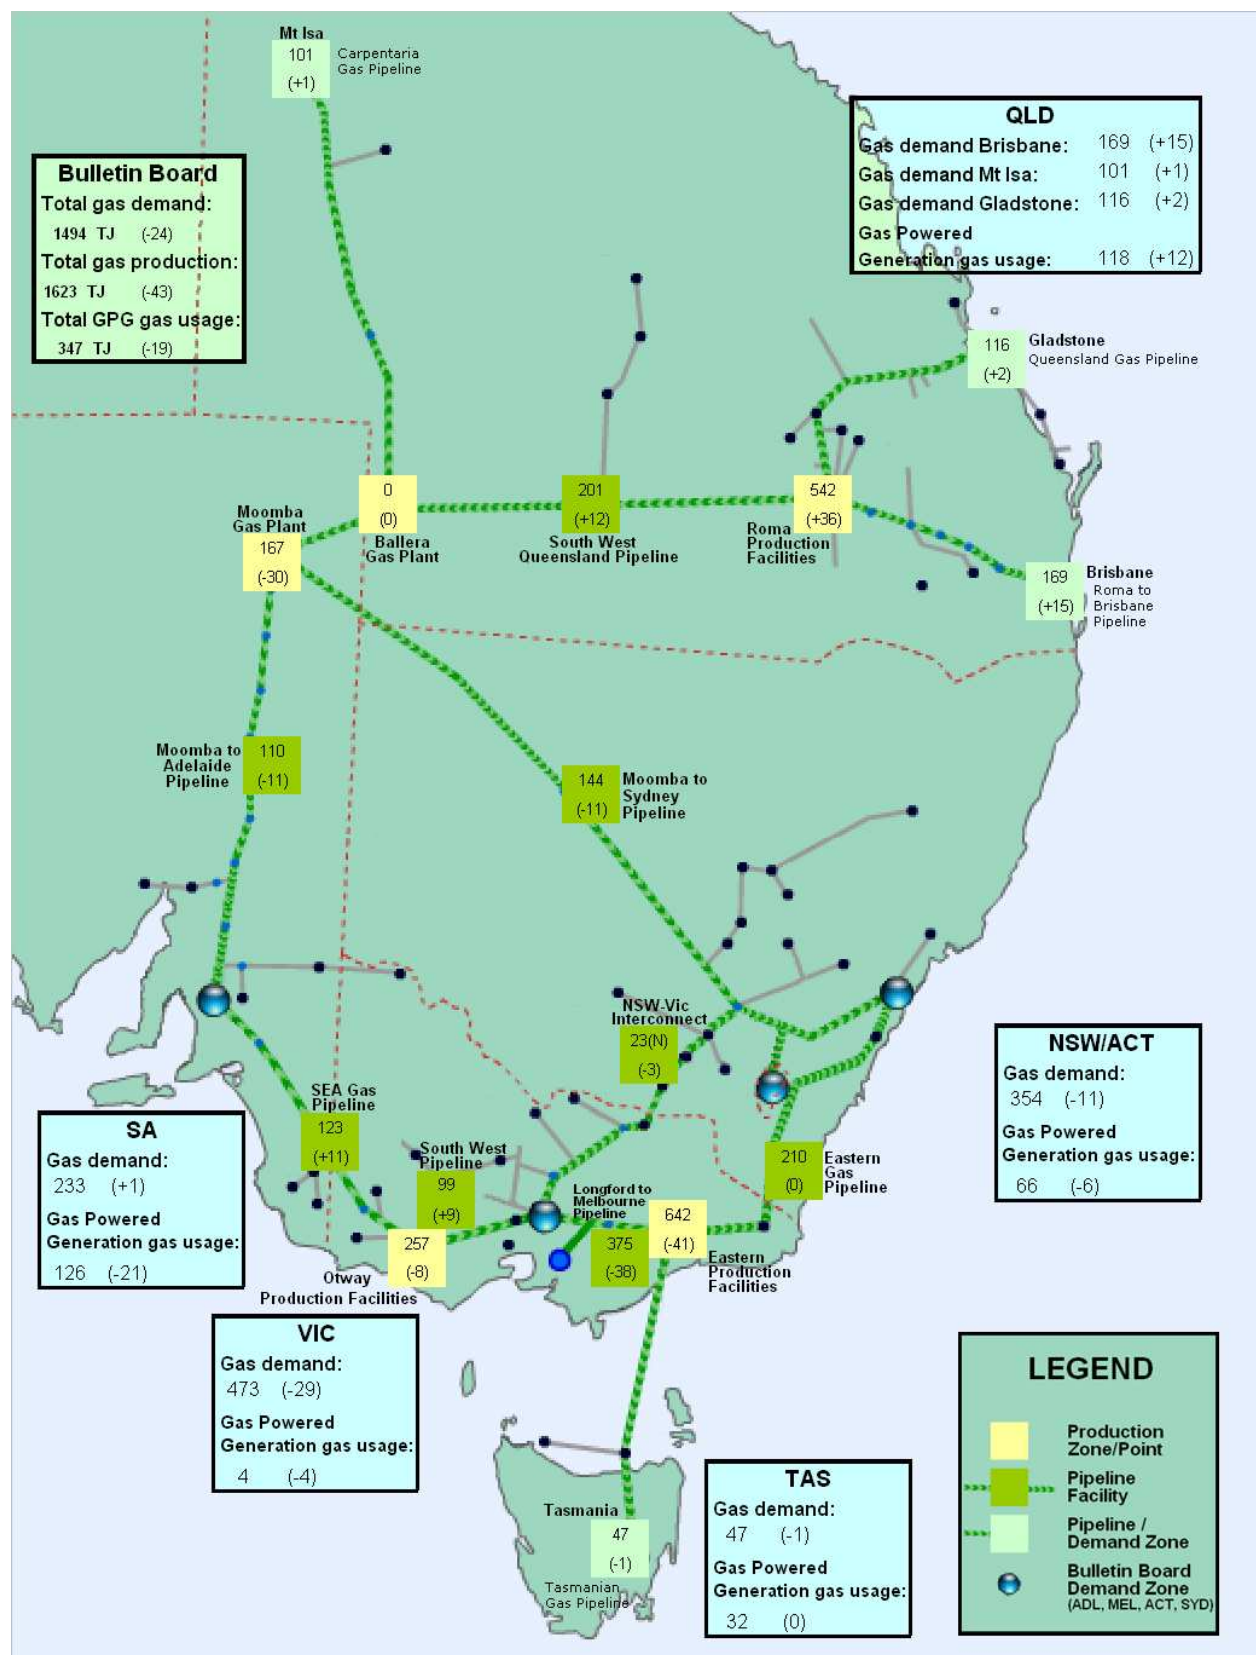 Mt Isa
101
(+1)
Carpentaria
Gas Pipeline
Bulletin Board
Total gas demand:
1494 TJ (-24)
Total gas production:
1623 TJ (-43)
Total GPG gas usage:
347 TJ (-19)
QLD
Gas demand Brisbane: 169 (+15)
Gas demand Mt Isa: 101 (+1)
Gas demand Gladstone: 116 (+2)
Gas Powered
Generation gas usage: 118 (+12)
116
(+2)
Gladstone
Queensland Gas Pipeline
0
(0)
Ballera
Gas Plant
201
(+12)
South West
Queensland Pipeline
542
(+36)
Roma
Production
Facilities
Moomba
Gas Plant
167
(-30)
169
(+15)
Brisbane
Roma to
Brisbane
Pipeline
Moomba to
Adelaide
Pipeline
110
(-11)
144
(-11)
Moomba to
Sydney
Pipeline
NSW-Vic
Interconnect
23(N)
(-3)
NSW/ACT
Gas demand:
354 (-11)
Gas Powered
Generation gas usage:
66 (-6)
SEA Gas
Pipeline
123
(+11)
SA
Gas demand:
233 (+1)
Gas Powered
Generation gas usage:
126 (-21)
South West
Pipeline
99
(+9)
210
(0)
Eastern
Gas
Pipeline
Longford to
Melbourne
Pipeline
375
(-38)
642
(-41)
Eastern
Production
Facilities
257
(-8)
Otway
Production Facilities
VIC
Gas demand:
473 (-29)
Gas Powered
Generation gas usage:
4 (-4)
TAS
Gas demand:
47 (-1)
Gas Powered
Generation gas usage:
32 (0)
Tasmania
47
(-1)
Tasmanian
Gas Pipeline
LEGEND
Production
Zone/Point
Pipeline
Facility
Pipeline /
Demand Zone
Bulletin Board
Demand Zone
(ADL, MEL, ACT, SYD)